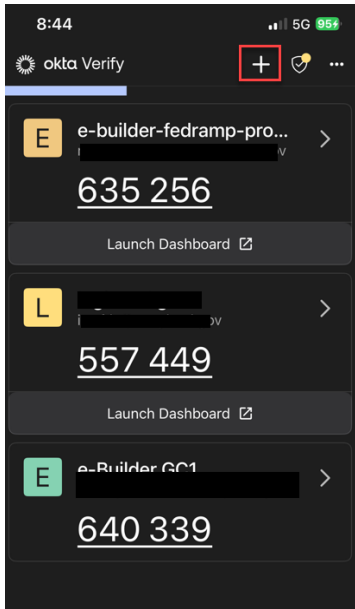 8:44
5G 95
okta Verify
E
e-builder-fedramp-pro...
635 256
Launch Dashboard
L
557 449
Launch Dashboard
E
e-Builder GC1
640 339